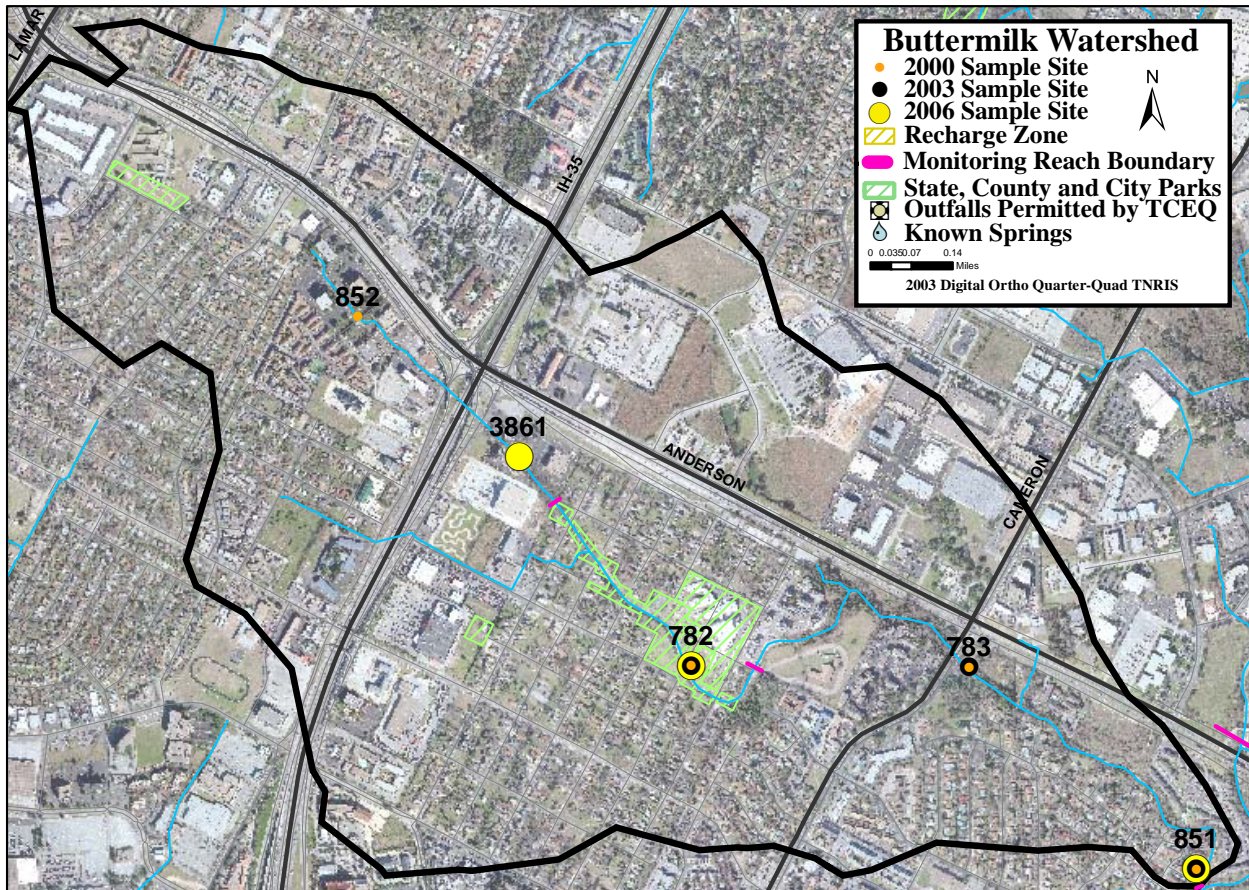 LAMAR
Buttermilk Watershed
2000 Sample Site
2003 Sample Site
2006 Sample Site
Recharge Zone
Monitoring Reach Boundary
State, County and City Parks
Outfalls Permitted by TCEQ
Known Springs
N
0 0.035 0.07 0.14
Miles
2003 Digital Ortho Quarter-Quad TNRIS
IH-35
852
3861
ANDERSON
CAMERON
782
783
851